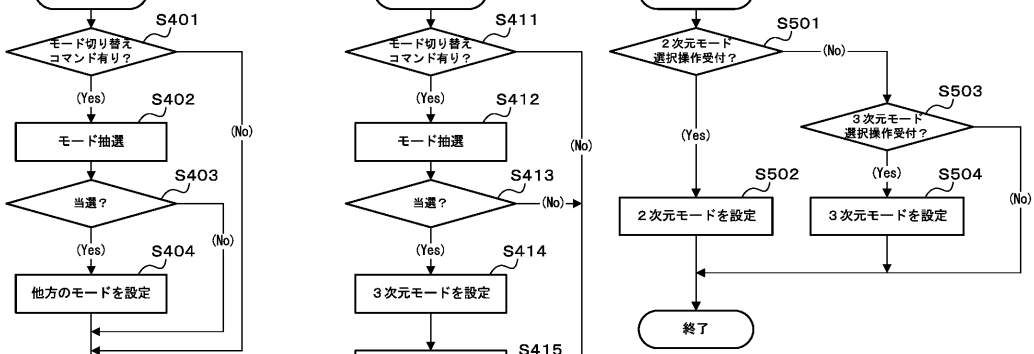 S401
モード切り替え
コマンド有り？
(Yes)
(No)
S402
モード抽選
S403
当選？
(No)
(Yes)
S404
他方のモードを設定
S411
モード切り替え
コマンド有り？
(Yes)
(No)
S412
モード抽選
S413
当選？
(No)
(Yes)
S414
３次元モードを設定
S415
S501
２次元モード
選択操作受付？
(No)
(Yes)
S503
３次元モード
選択操作受付？
(Yes)
(No)
S502
２次元モードを設定
S504
３次元モードを設定
終了